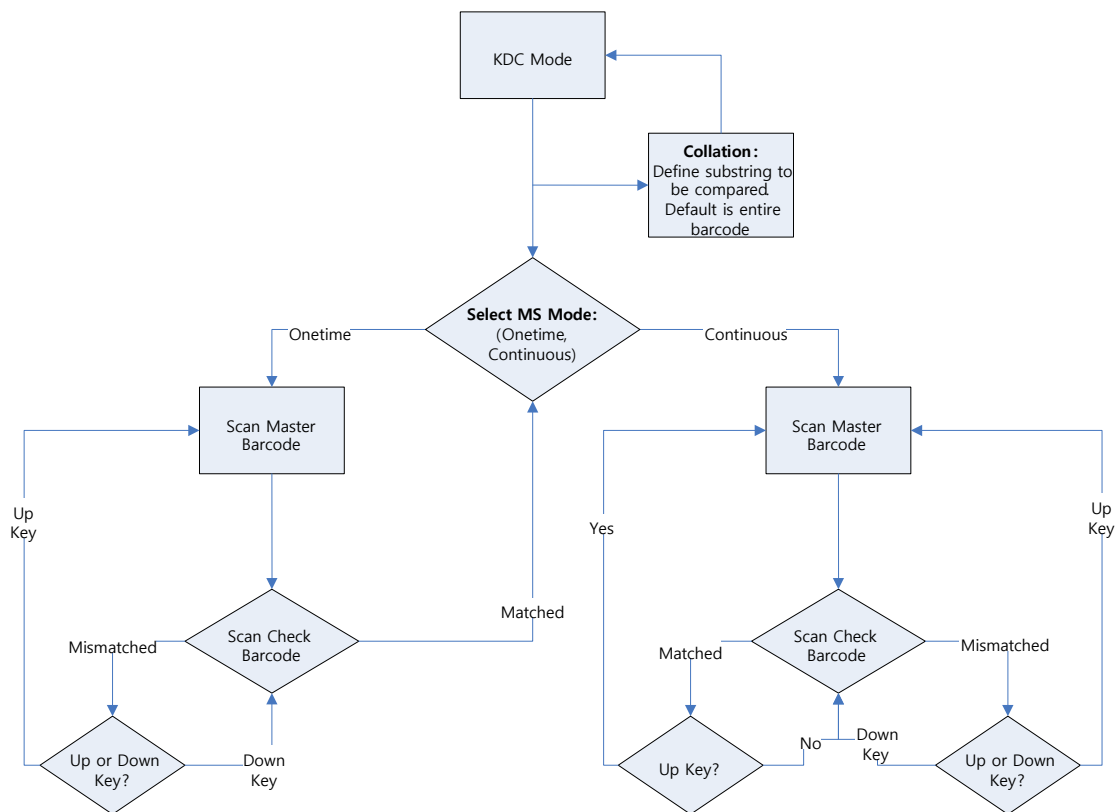 KDC Mode
Collation:
Define substring to
be compared.
Default is entire
barcode
Select MS Mode:
(Onetime,
Continuous)
Onetime
Continuous
Scan Master
Barcode
Scan Master
Barcode
Up
Key
Yes
Up
Key
Matched
Scan Check
Barcode
Mismatched
Scan Check
Barcode
Matched
Mismatched
Up or Down
Key?
Down
Key
Up Key?
No
Down
Key
Up or Down
Key?